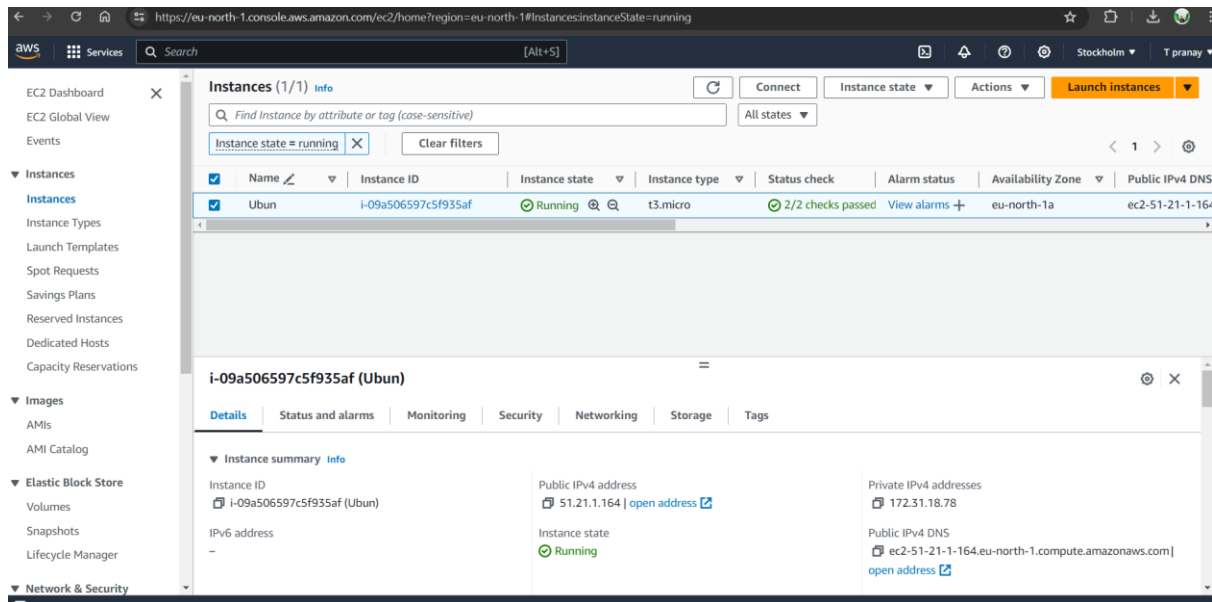 https://eu-north-1.console.aws.amazon.com/ec2/home?region=eu-north-1#Instances:instanceState=running
aws Services Search [Alt+S] Stockholm T pranay
EC2 Dashboard
EC2 Global View
Events
Instances
Instances
Instance Types
Launch Templates
Spot Requests
Savings Plans
Reserved Instances
Dedicated Hosts
Capacity Reservations
Images
AMIs
AMI Catalog
Elastic Block Store
Volumes
Snapshots
Lifecycle Manager
Network & Security
Instances (1/1) Info Connect Instance state Actions Launch instances
Find Instance by attribute or tag (case-sensitive) All states
Instance state = running Clear filters 1
Name Instance ID Instance state Instance type Status check Alarm status Availability Zone Public IPv4 DNS
Ubun i-09a506597c5f935af Running t3.micro 2/2 checks passed View alarms + eu-north-1a ec2-51-21-1-164
i-09a506597c5f935af (Ubun)
Details Status and alarms Monitoring Security Networking Storage Tags
Instance summary Info
Instance ID Public IPv4 address Private IPv4 addresses
i-09a506597c5f935af (Ubun) 51.21.1.164 | open address 172.31.18.78
IPv6 address Instance state Public IPv4 DNS
– Running ec2-51-21-1-164.eu-north-1.compute.amazonaws.com |
open address